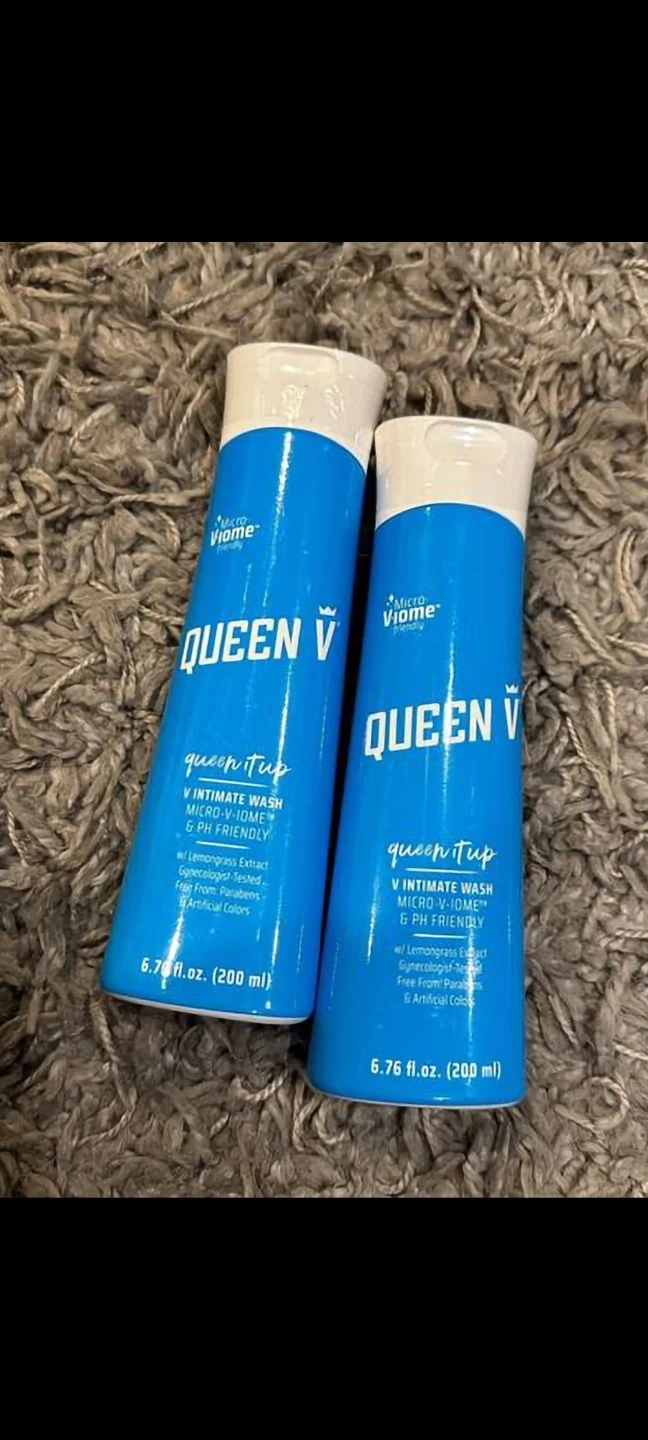 Micro
V·iome™
friendly
QUEEN V
queen it up
V INTIMATE WASH
MICRO-V-IOME™
& PH FRIENDLY
w/ Lemongrass Extract
Gynecologist-Tested
Free From: Parabens
& Artificial Colors
6.76 fl.oz. (200 ml)
Micro
V·iome™
friendly
QUEEN V
queen it up
V INTIMATE WASH
MICRO-V-IOME™
& PH FRIENDLY
w/ Lemongrass Extract
Gynecologist-Tested
Free From: Parabens
& Artificial Colors
6.76 fl.oz. (200 ml)